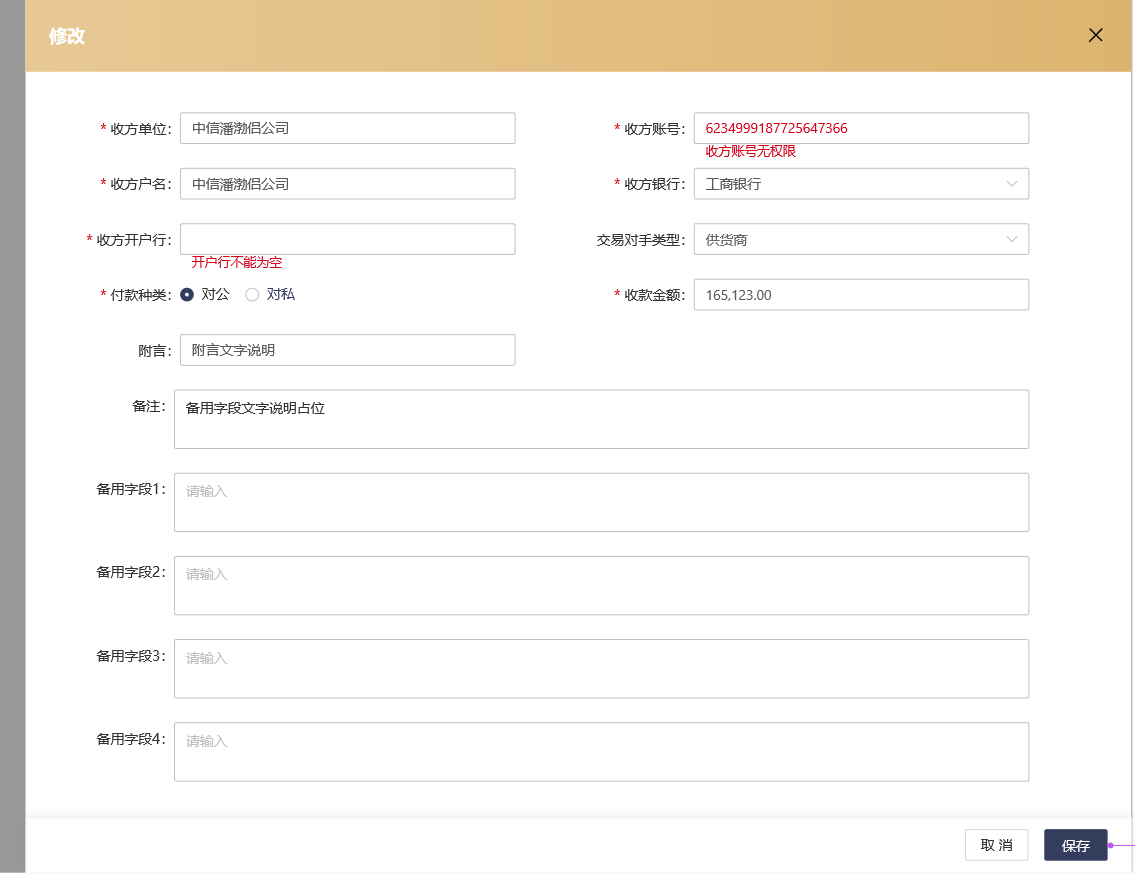 修改
* 收方单位： 中信潘渤侣公司 * 收方账号： 6234999187725647366
收方账号无权限
* 收方户名： 中信潘渤侣公司 * 收方银行： 工商银行
* 收方开户行： 交易对手类型： 供货商
开户行不能为空
* 付款种类： 对公 对私 * 收款金额： 165,123.00
附言： 附言文字说明
备注： 备用字段文字说明占位
备用字段1： 请输入
备用字段2： 请输入
备用字段3： 请输入
备用字段4： 请输入
取 消 保存